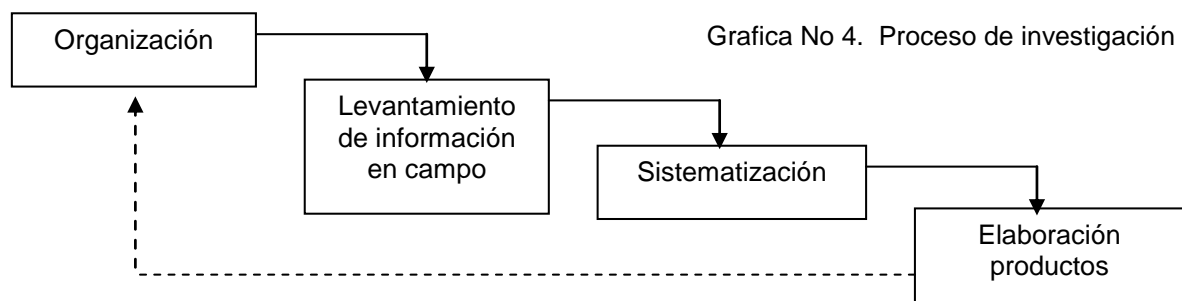 Organización
Grafica No 4. Proceso de investigación
Levantamiento
de información
en campo
Sistematización
Elaboración
productos